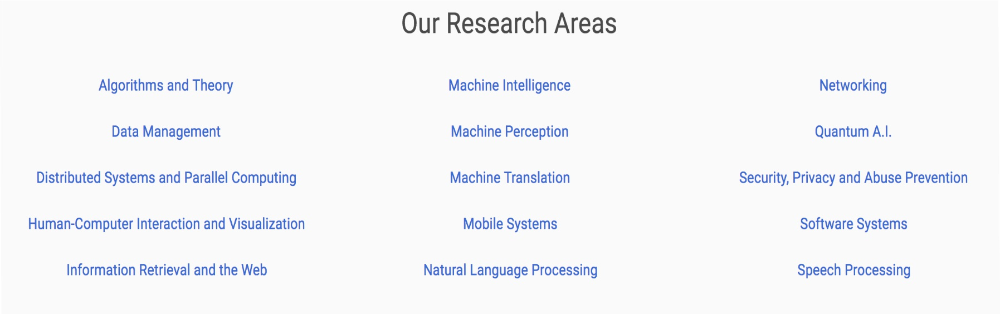 Our Research Areas
Algorithms and Theory
Machine Intelligence
Networking
Data Management
Machine Perception
Quantum A.I.
Distributed Systems and Parallel Computing
Machine Translation
Security, Privacy and Abuse Prevention
Human-Computer Interaction and Visualization
Mobile Systems
Software Systems
Information Retrieval and the Web
Natural Language Processing
Speech Processing